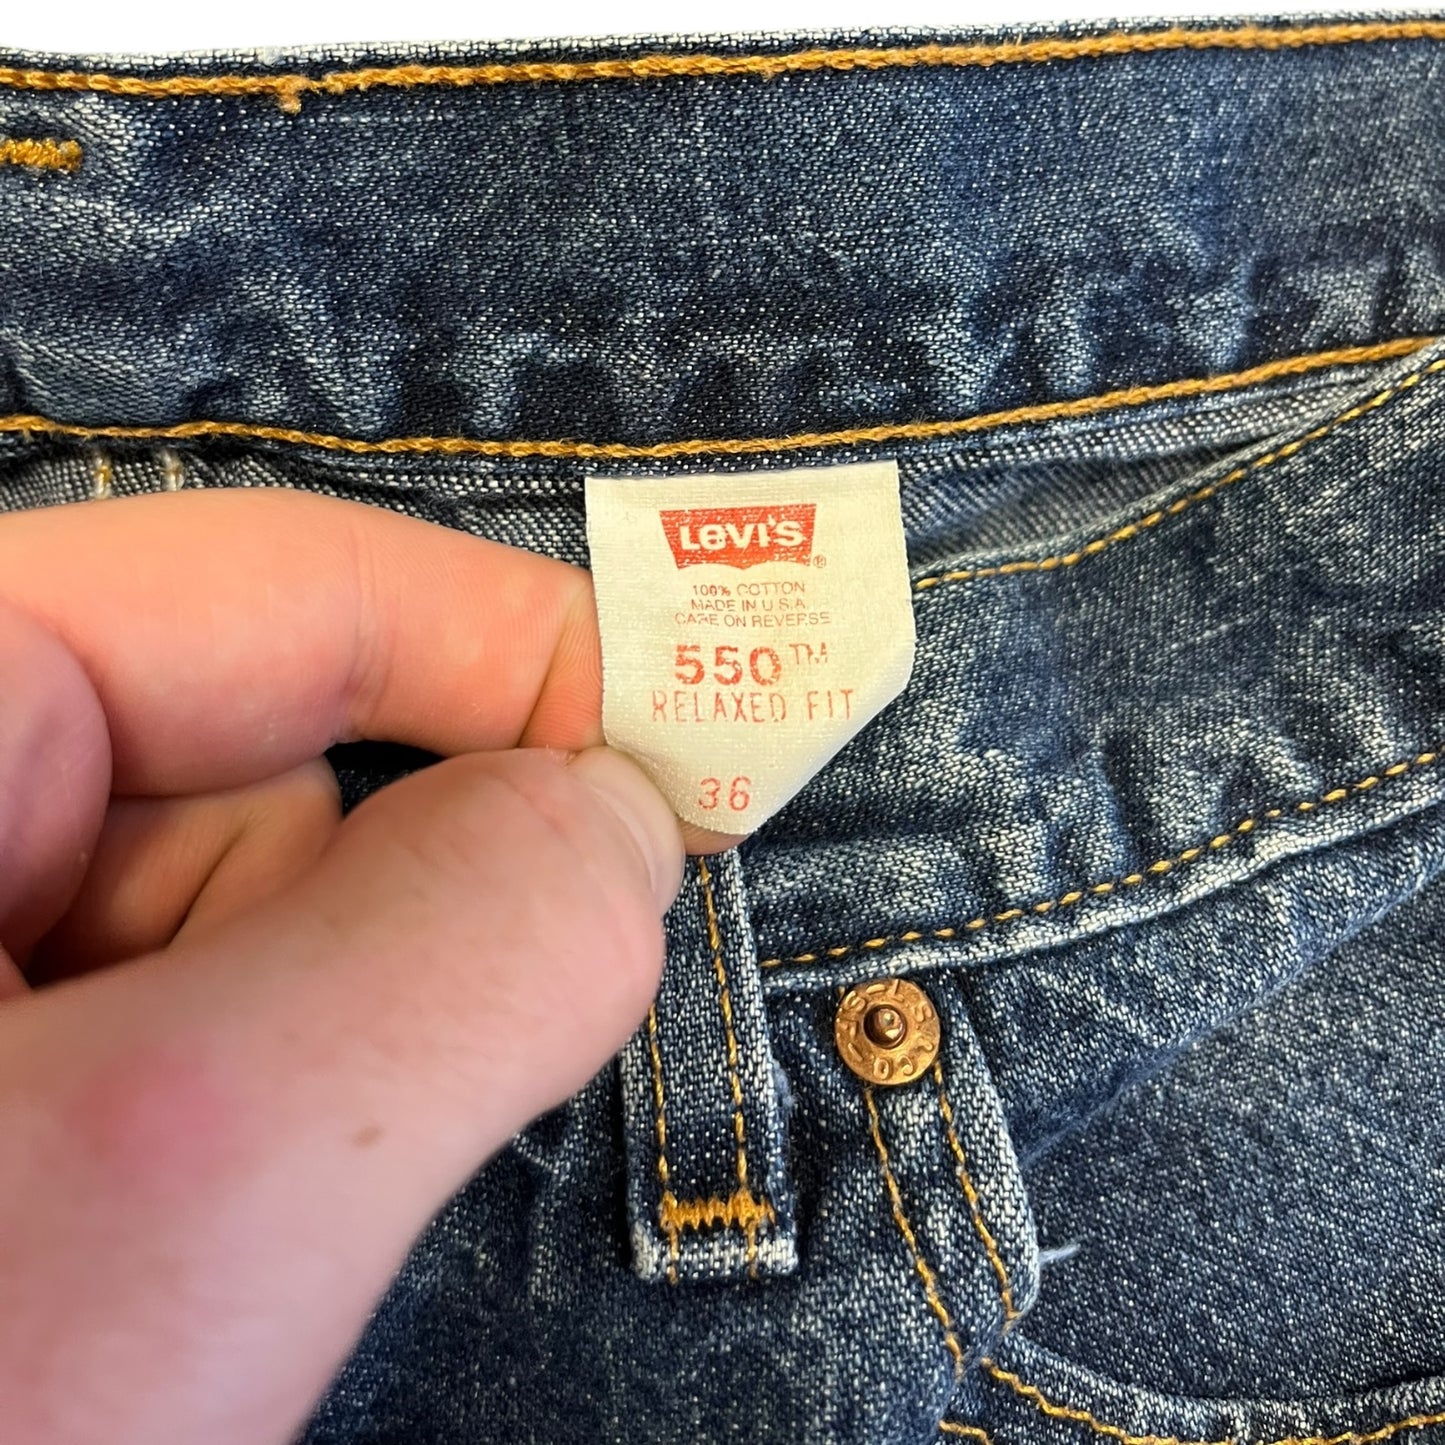 Levi's ®
100% COTTON
MADE IN U.S.A.
CARE ON REVERSE
550™
RELAXED FIT
36